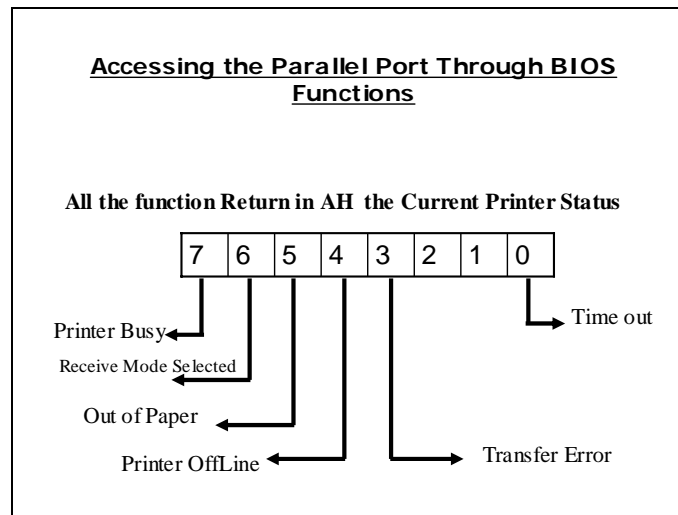 Accessing the Parallel Port Through BIOS
Functions
All the function Return in AH the Current Printer Status
7 6 5 4 3 2 1 0
Printer Busy
Time out
Receive Mode Selected
Out of Paper
Printer OffLine
Transfer Error